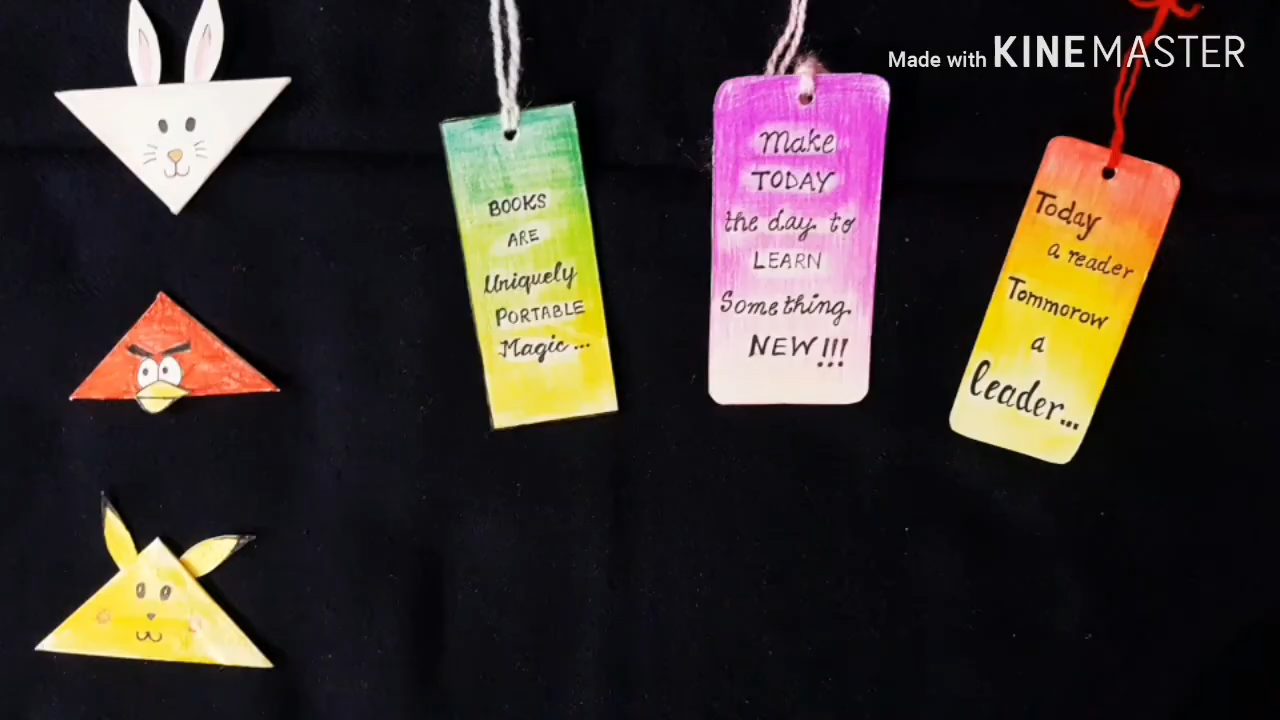 Made with KINEMASTER
BOOKS
ARE
Uniquely
PORTABLE
Magic...
Make
TODAY
the day to
LEARN
Something
NEW!!!
Today
a reader
Tommorow
a
leader...